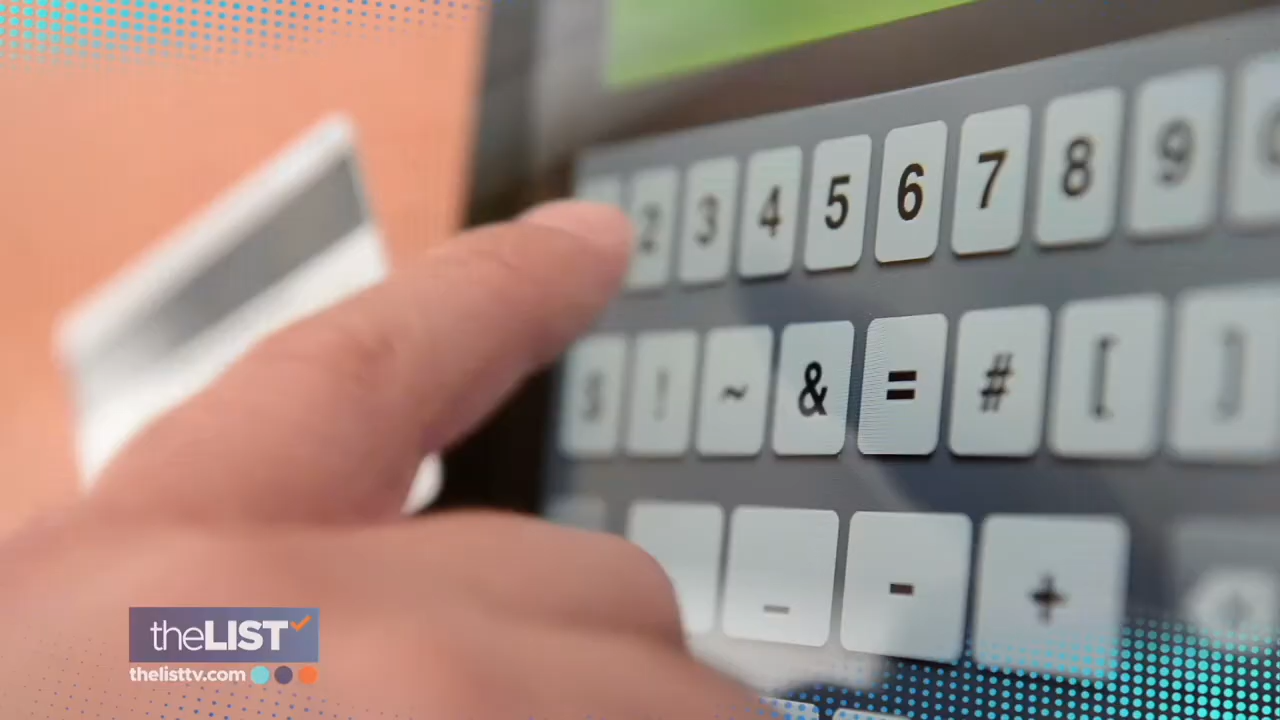 2 3 4 5 6 7 8 9
! ~ & = # [ ]
_ - +
theLIST
thelisttv.com